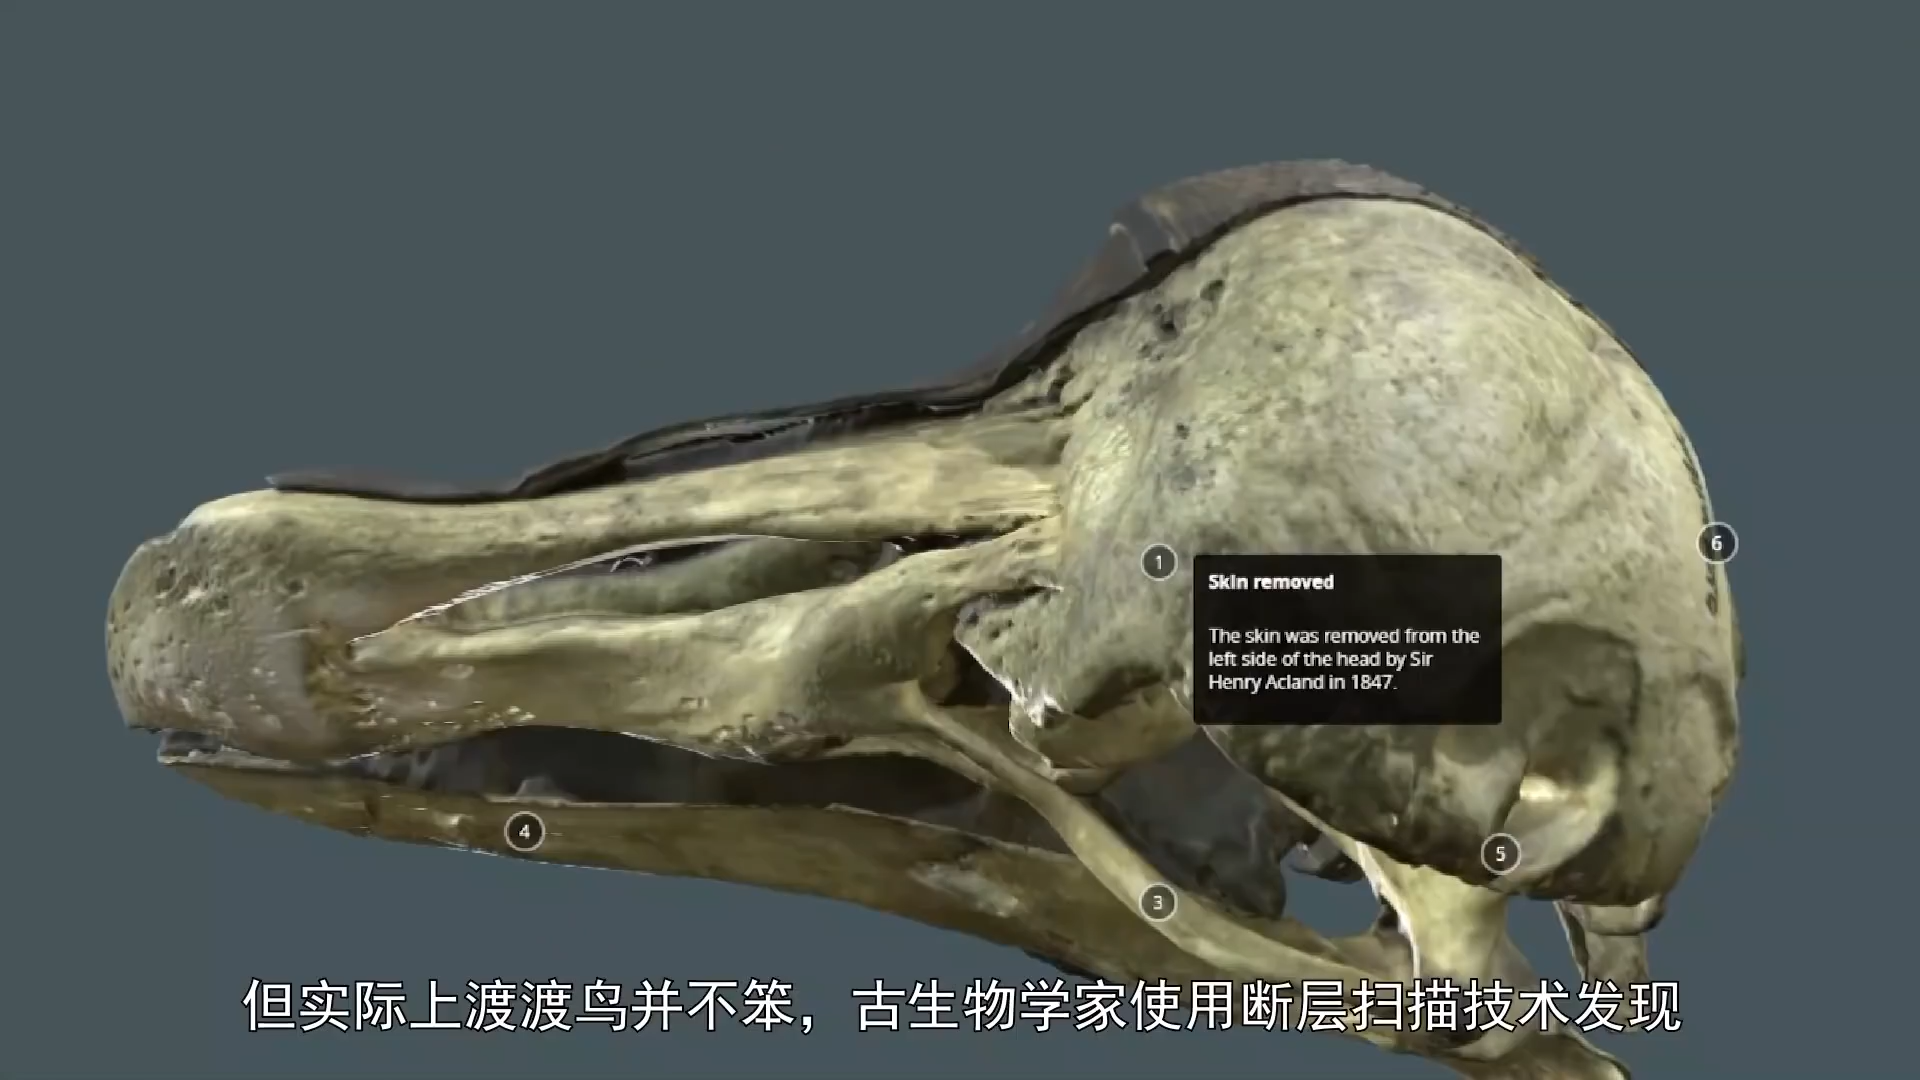 6
1
Skin removed
The skin was removed from the
left side of the head by Sir
Henry Acland in 1847.
4
5
3
但实际上渡渡鸟并不笨，古生物学家使用断层扫描技术发现